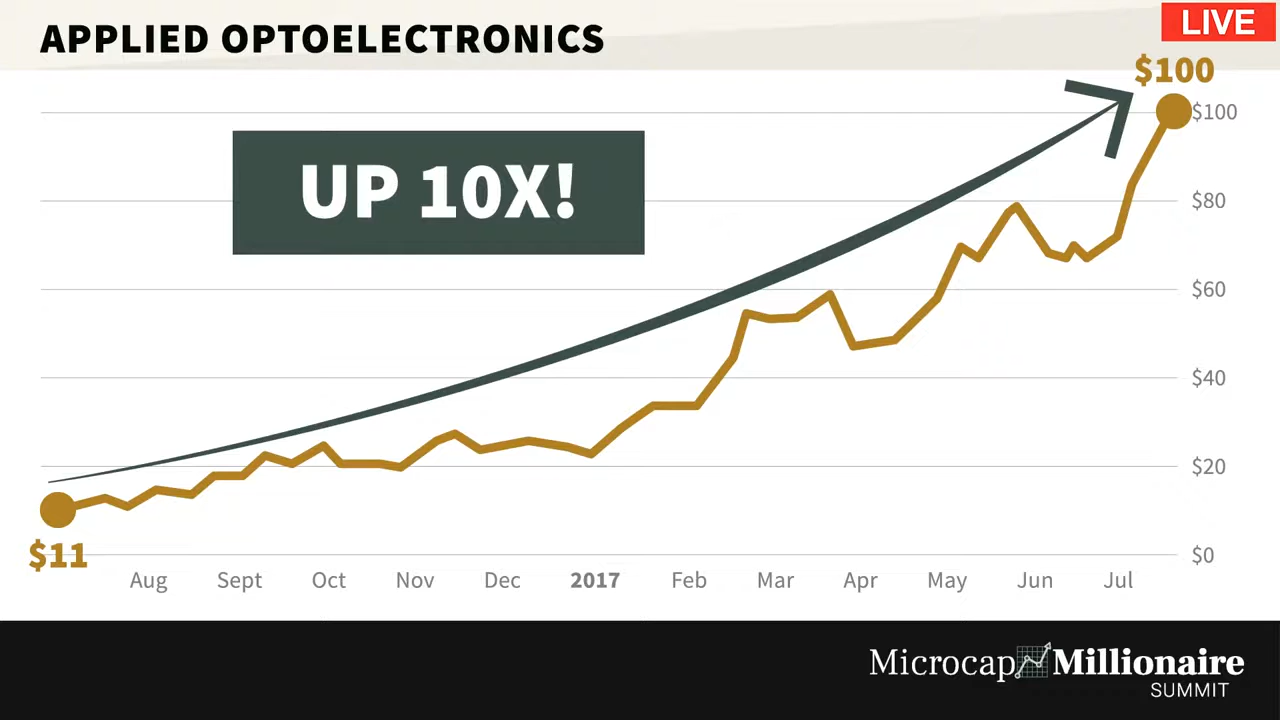 APPLIED OPTOELECTRONICS
LIVE
$100
$100
UP 10X!
$80
$60
$40
$20
$11
$0
Aug Sept Oct Nov Dec 2017 Feb Mar Apr May Jun Jul
Microcap Millionaire
SUMMIT